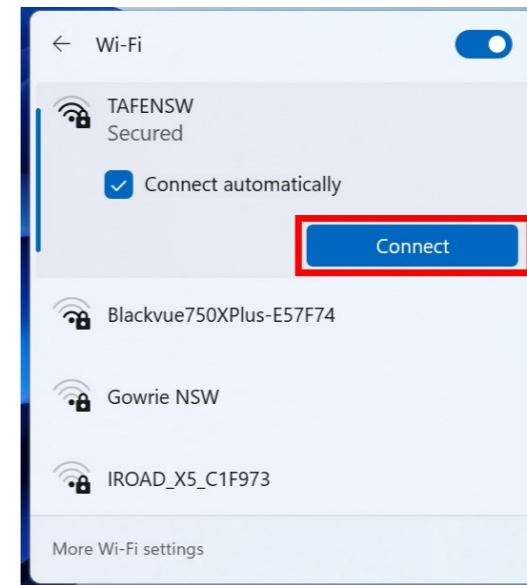 Wi-Fi
TAFENSW
Secured
Connect automatically
Connect
Blackvue750XPlus-E57F74
Gowrie NSW
IROAD_X5_C1F973
More Wi-Fi settings